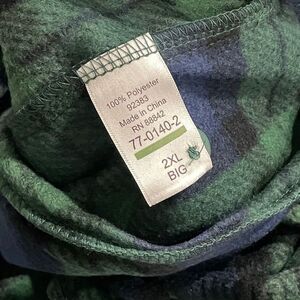 100% Polyester
92383
Made in China
RN 88842
77-0140-2
2XL
BIG